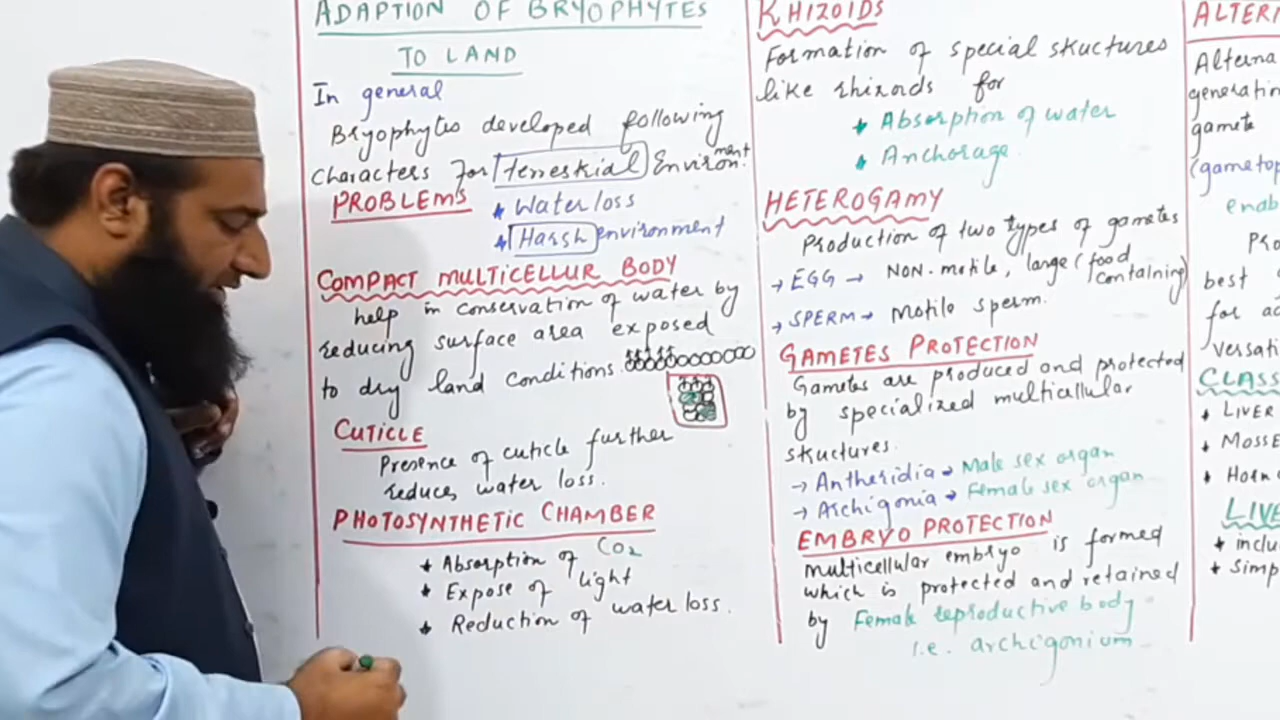 ADAPTION OF BRYOPHYTES
TO LAND
In general
Bryophytes developed following
characters for terrestrial Environment.
PROBLEMS
Water loss
Harsh environment
COMPACT MULTICELLUR BODY
help in conservation of water by
reducing surface area exposed
to dry land conditions.
CUTICLE
Presence of cuticle further
reduces water loss.
PHOTOSYNTHETIC CHAMBER
Absorption of CO2
Expose of light
Reduction of water loss.
RHIZOIDS
Formation of special structures
like rhizoids for
Absorption of water
Anchorage.
HETEROGAMY
Production of two types of gametes
→ EGG → NON-motile, large (food containing)
→ SPERM → Motile sperm.
GAMETES PROTECTION
Gametes are produced and protected
by specialized multicellular
structures.
→ Antheridia → Male sex organ
→ Archigonia → Female sex organ
EMBRYO PROTECTION
multicellular embryo is formed
which is protected and retained
by Female reproductive body
i.e. archigonium
ALTER
Alterna
generation
gamete
(gametop
enab
Pro
best
for a
versati
CLASS
LIVER
MOSSE
HORN
LIVE
inclu
Simp